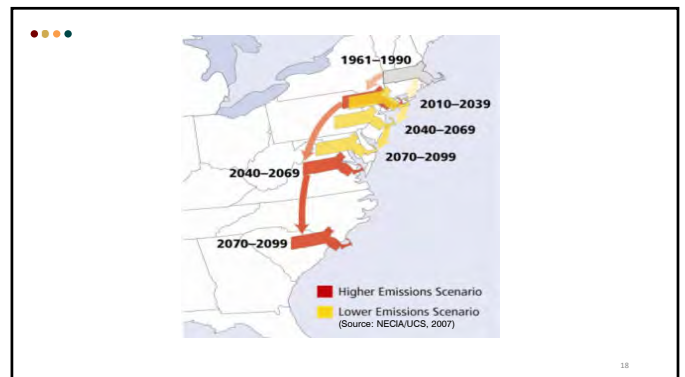 1961–1990
2010–2039
2040–2069
2070–2099
2040–2069
2070–2099
Higher Emissions Scenario
Lower Emissions Scenario
(Source: NECIA/UCS, 2007)
18